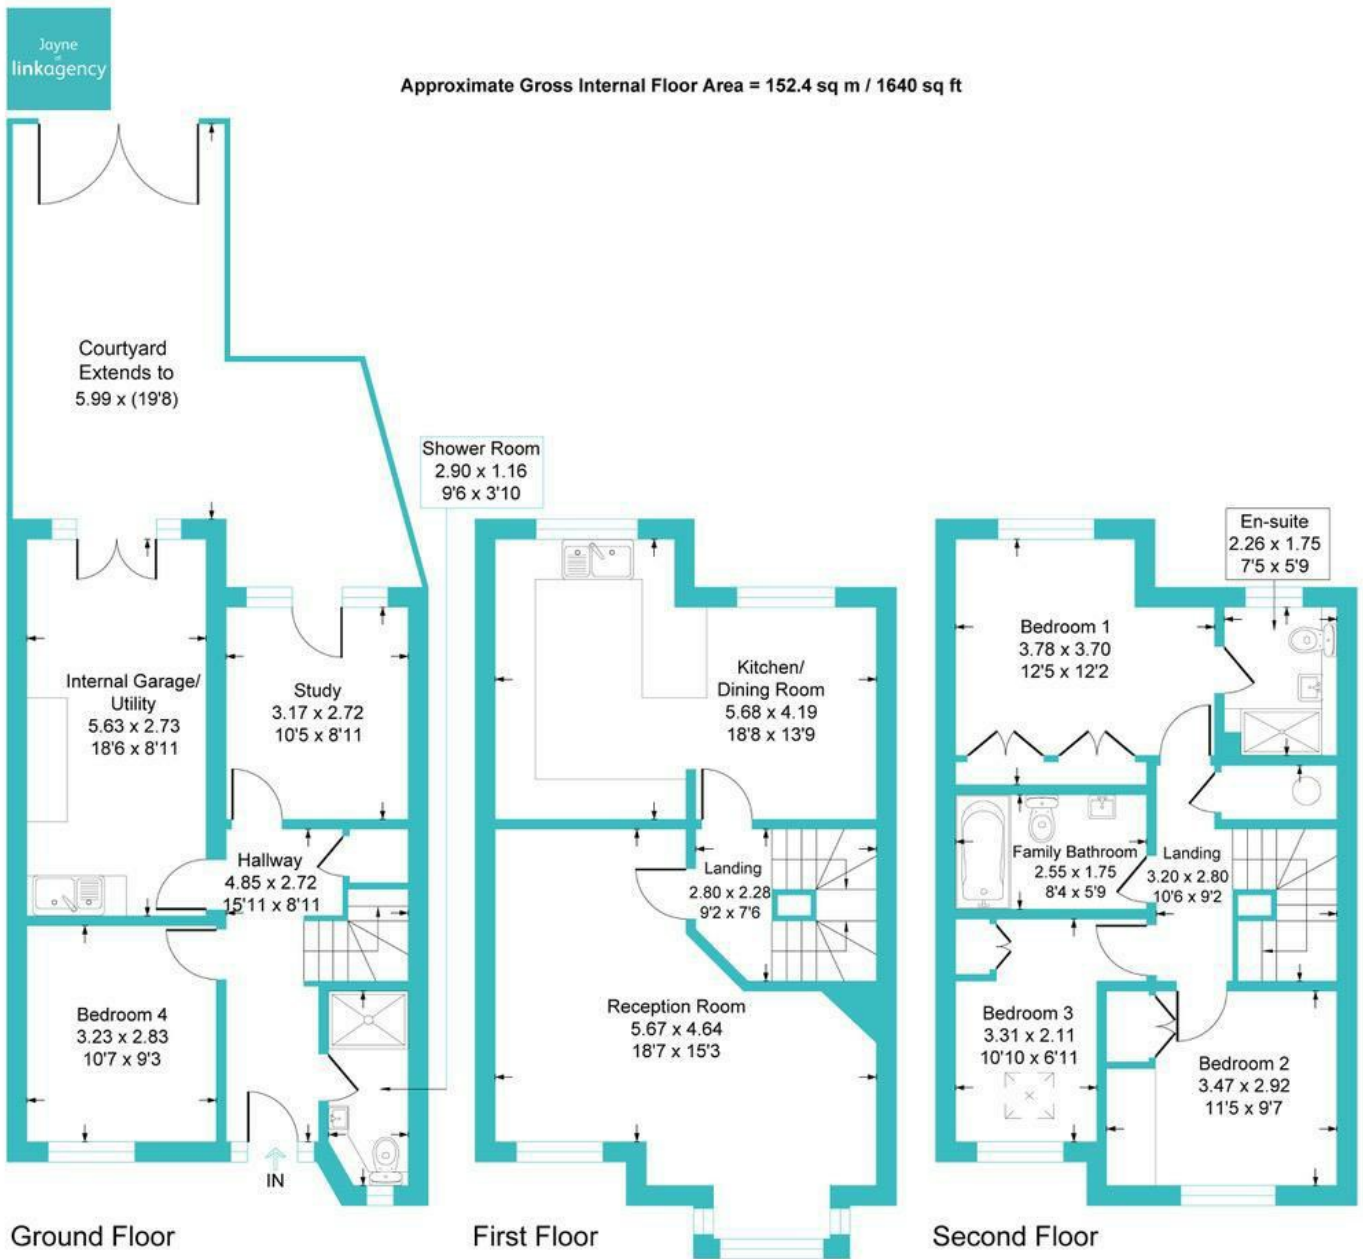 Jayne
at
linkagency
Approximate Gross Internal Floor Area = 152.4 sq m / 1640 sq ft
Courtyard
Extends to
5.99 x (19'8)
Shower Room
2.90 x 1.16
9'6 x 3'10
Internal Garage/
Utility
5.63 x 2.73
18'6 x 8'11
Study
3.17 x 2.72
10'5 x 8'11
Hallway
4.85 x 2.72
15'11 x 8'11
Bedroom 4
3.23 x 2.83
10'7 x 9'3
IN
Ground Floor
Kitchen/
Dining Room
5.68 x 4.19
18'8 x 13'9
Landing
2.80 x 2.28
9'2 x 7'6
Reception Room
5.67 x 4.64
18'7 x 15'3
First Floor
En-suite
2.26 x 1.75
7'5 x 5'9
Bedroom 1
3.78 x 3.70
12'5 x 12'2
Family Bathroom
2.55 x 1.75
8'4 x 5'9
Landing
3.20 x 2.80
10'6 x 9'2
Bedroom 3
3.31 x 2.11
10'10 x 6'11
Bedroom 2
3.47 x 2.92
11'5 x 9'7
Second Floor